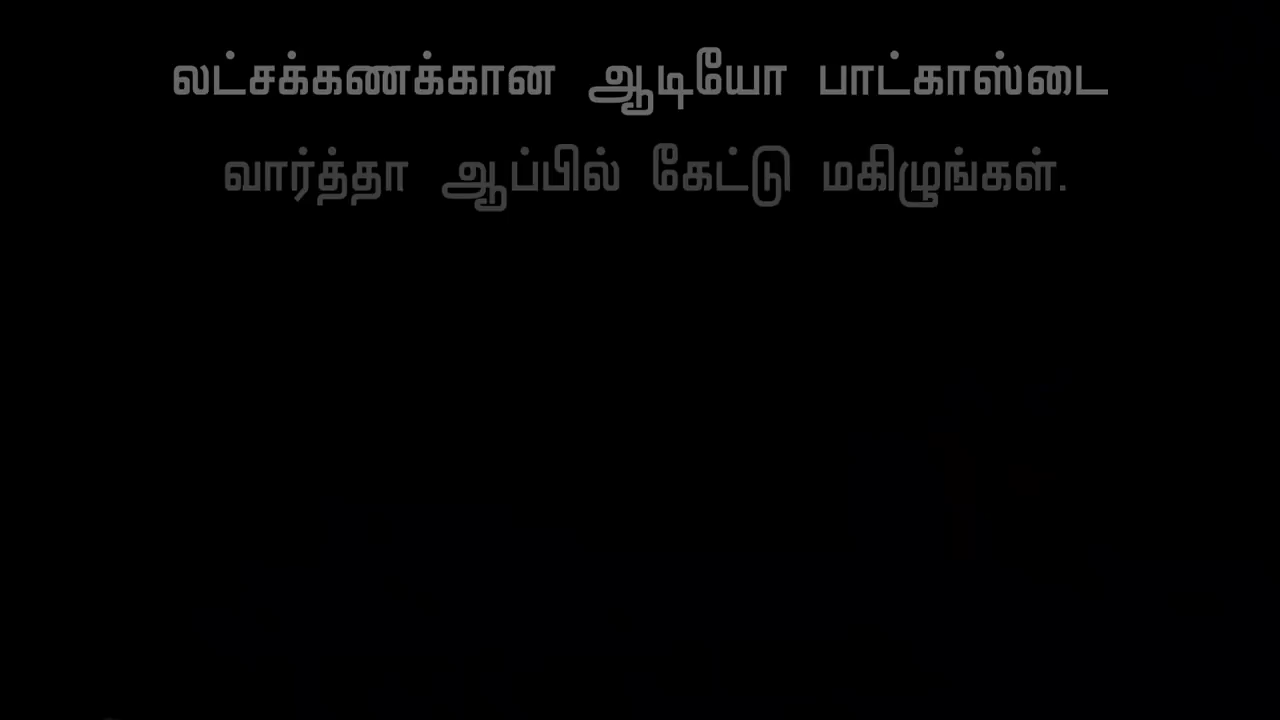 லட்சக்கணக்கான ஆடியோ பாட்காஸ்டை
வார்த்தா ஆப்பில் கேட்டு மகிழுங்கள்.